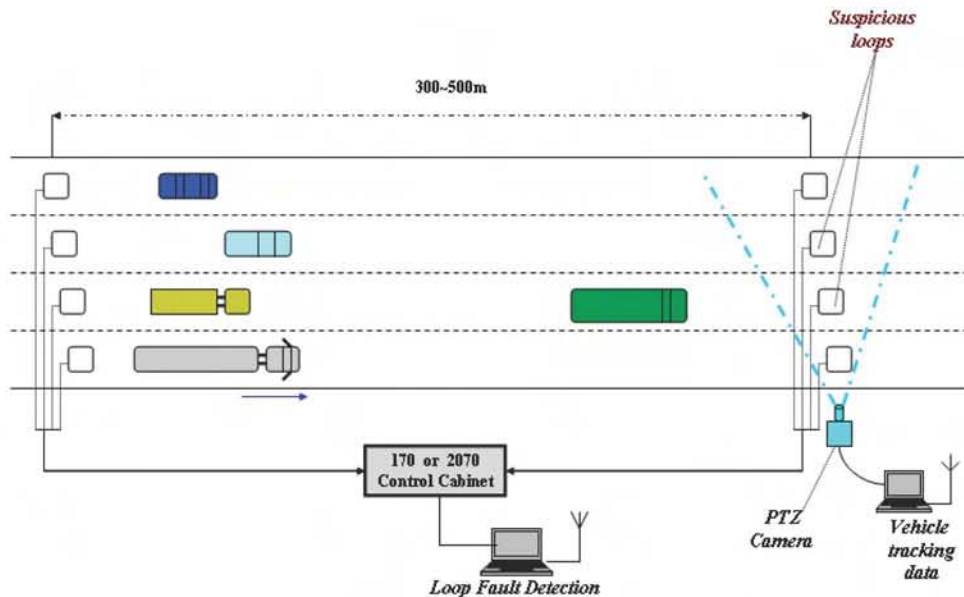 Suspicious
loops
300~500m
170 or 2070
Control Cabinet
PTZ
Camera
Vehicle
tracking
data
Loop Fault Detection